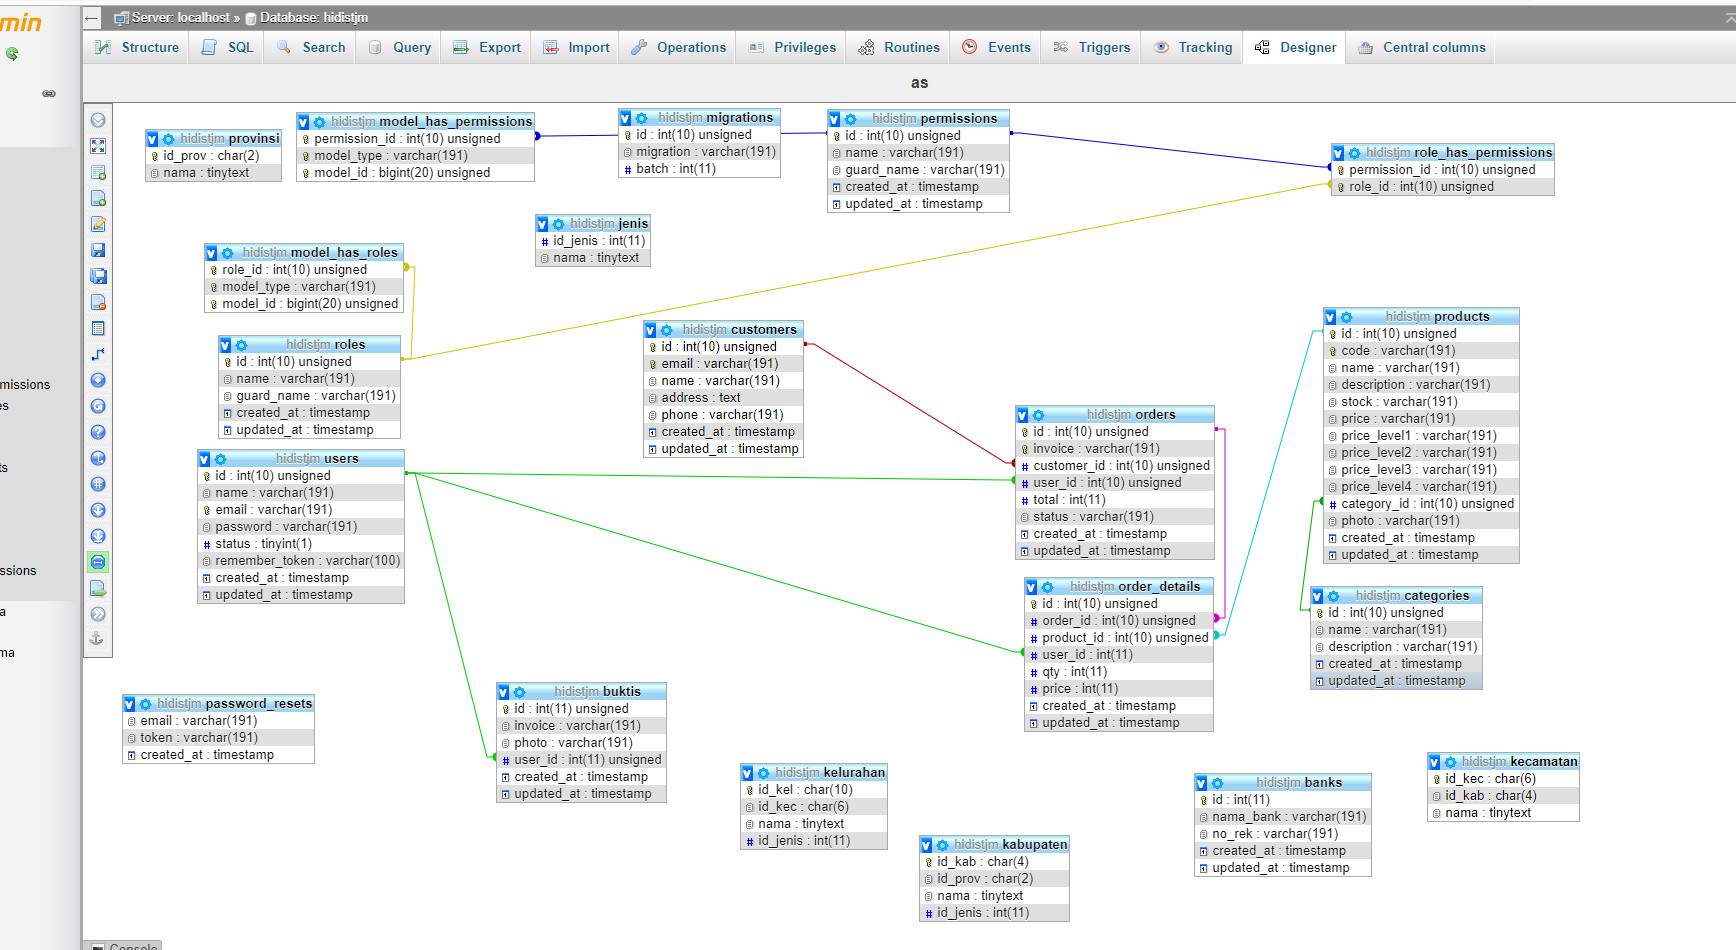 min
Server: localhost » Database: hidistjm
Structure SQL Search Query Export Import Operations Privileges Routines Events Triggers Tracking Designer Central columns
as
hidistjm provinsi
id_prov : char(2)
nama : tinytext
hidistjm model_has_permissions
permission_id : int(10) unsigned
model_type : varchar(191)
model_id : bigint(20) unsigned
hidistjm migrations
id : int(10) unsigned
migration : varchar(191)
batch : int(11)
hidistjm permissions
id : int(10) unsigned
name : varchar(191)
guard_name : varchar(191)
created_at : timestamp
updated_at : timestamp
hidistjm role_has_permissions
permission_id : int(10) unsigned
role_id : int(10) unsigned
hidistjm jenis
id_jenis : int(11)
nama : tinytext
hidistjm model_has_roles
role_id : int(10) unsigned
model_type : varchar(191)
model_id : bigint(20) unsigned
hidistjm roles
id : int(10) unsigned
name : varchar(191)
guard_name : varchar(191)
created_at : timestamp
updated_at : timestamp
hidistjm customers
id : int(10) unsigned
email : varchar(191)
name : varchar(191)
address : text
phone : varchar(191)
created_at : timestamp
updated_at : timestamp
hidistjm products
id : int(10) unsigned
code : varchar(191)
name : varchar(191)
description : varchar(191)
stock : varchar(191)
price : varchar(191)
price_level1 : varchar(191)
price_level2 : varchar(191)
price_level3 : varchar(191)
price_level4 : varchar(191)
category_id : int(10) unsigned
photo : varchar(191)
created_at : timestamp
updated_at : timestamp
hidistjm orders
id : int(10) unsigned
invoice : varchar(191)
customer_id : int(10) unsigned
user_id : int(10) unsigned
total : int(11)
status : varchar(191)
created_at : timestamp
updated_at : timestamp
hidistjm users
id : int(10) unsigned
name : varchar(191)
email : varchar(191)
password : varchar(191)
status : tinyint(1)
remember_token : varchar(100)
created_at : timestamp
updated_at : timestamp
hidistjm order_details
id : int(10) unsigned
order_id : int(10) unsigned
product_id : int(10) unsigned
user_id : int(11)
qty : int(11)
price : int(11)
created_at : timestamp
updated_at : timestamp
hidistjm categories
id : int(10) unsigned
name : varchar(191)
description : varchar(191)
created_at : timestamp
updated_at : timestamp
hidistjm password_resets
email : varchar(191)
token : varchar(191)
created_at : timestamp
hidistjm buktis
id : int(11) unsigned
invoice : varchar(191)
photo : varchar(191)
user_id : int(11) unsigned
created_at : timestamp
updated_at : timestamp
hidistjm kelurahan
id_kel : char(10)
id_kec : char(6)
nama : tinytext
id_jenis : int(11)
hidistjm kabupaten
id_kab : char(4)
id_prov : char(2)
nama : tinytext
id_jenis : int(11)
hidistjm banks
id : int(11)
nama_bank : varchar(191)
no_rek : varchar(191)
created_at : timestamp
updated_at : timestamp
hidistjm kecamatan
id_kec : char(6)
id_kab : char(4)
nama : tinytext
missions
es
ts
ssions
a
ma
Console